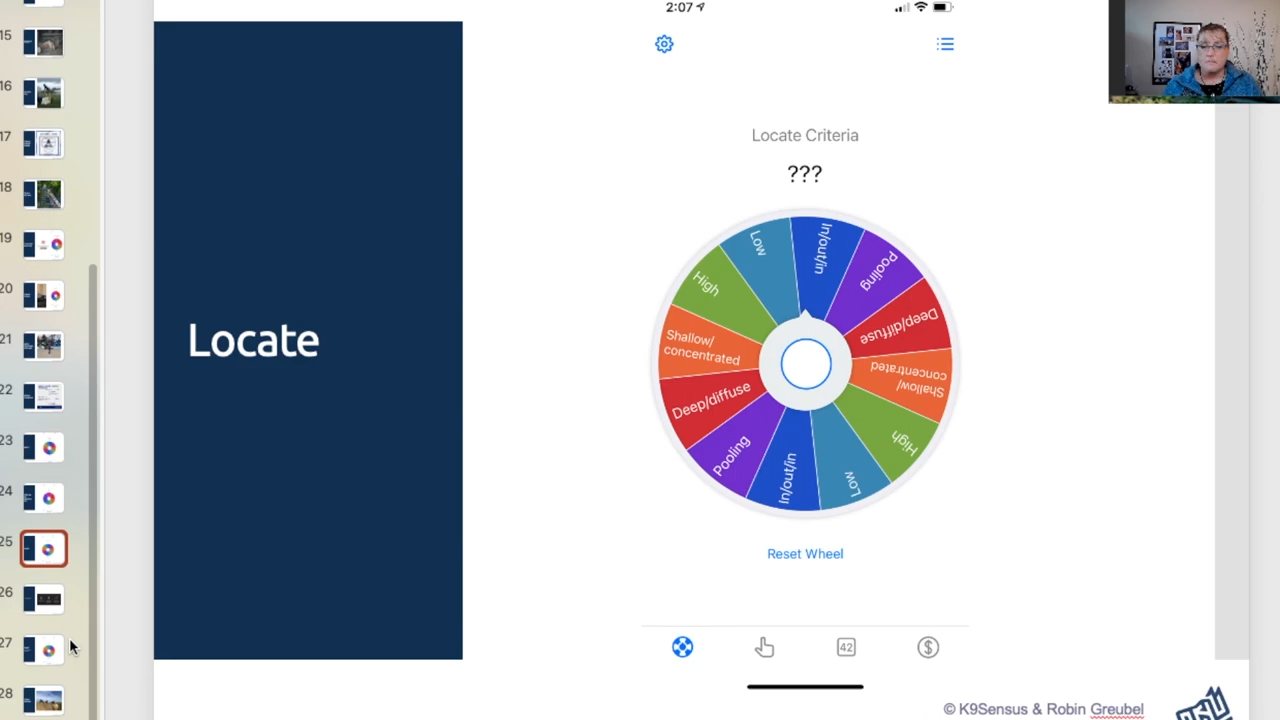 2:07
15
16
17
18
19
20
21
22
23
24
25
26
27
28
Locate
Locate Criteria
???
In/out/in
Pooling
Deep/diffuse
Shallow/
concentrated
High
Low
In/out/in
Pooling
Deep/diffuse
Shallow/
concentrated
High
Low
Reset Wheel
42
$
© K9Sensus & Robin Greubel